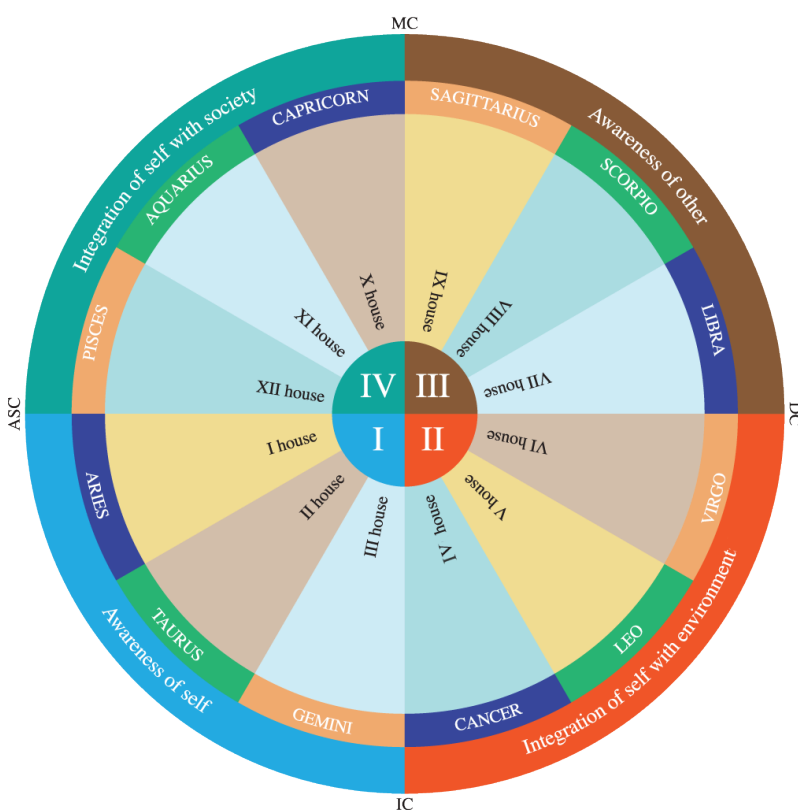 MC
Integration of self with society
Awareness of other
CAPRICORN
SAGITTARIUS
AQUARIUS
SCORPIO
PISCES
LIBRA
X house
IX house
XI house
VIII house
XII house
VII house
IV
III
ASC
DC
I
II
I house
VI house
II house
V house
III house
IV house
ARIES
VIRGO
TAURUS
LEO
GEMINI
CANCER
Awareness of self
Integration of self with environment
IC